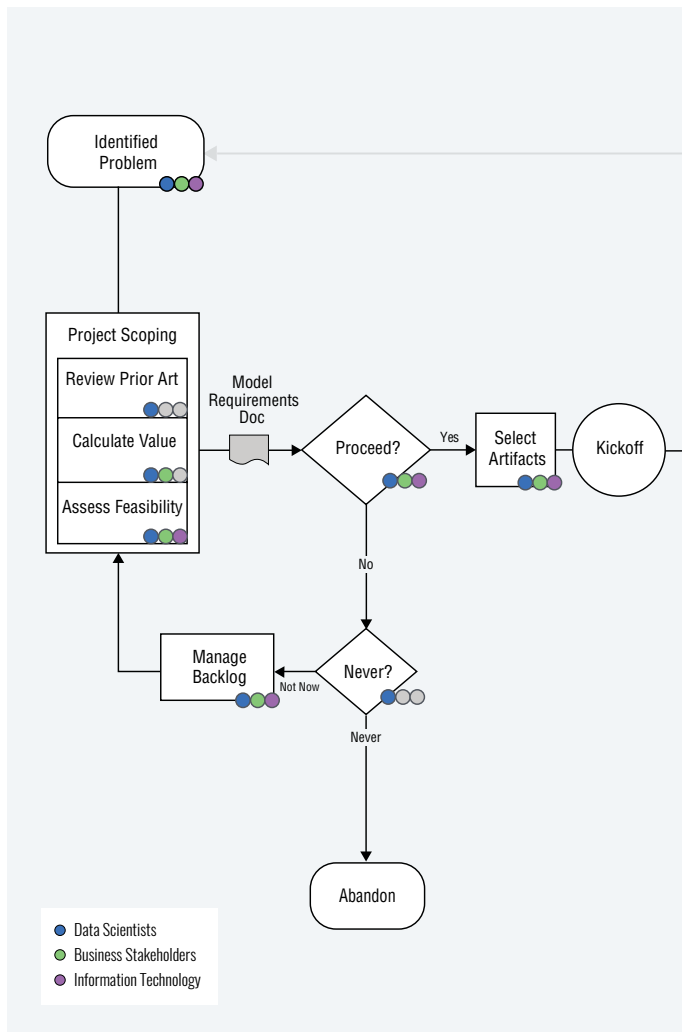 Identified
Problem
Project Scoping
Review Prior Art
Calculate Value
Assess Feasibility
Model
Requirements
Doc
Proceed?
Yes
Select
Artifacts
Kickoff
No
Never?
Not Now
Manage
Backlog
Never
Abandon
Data Scientists
Business Stakeholders
Information Technology